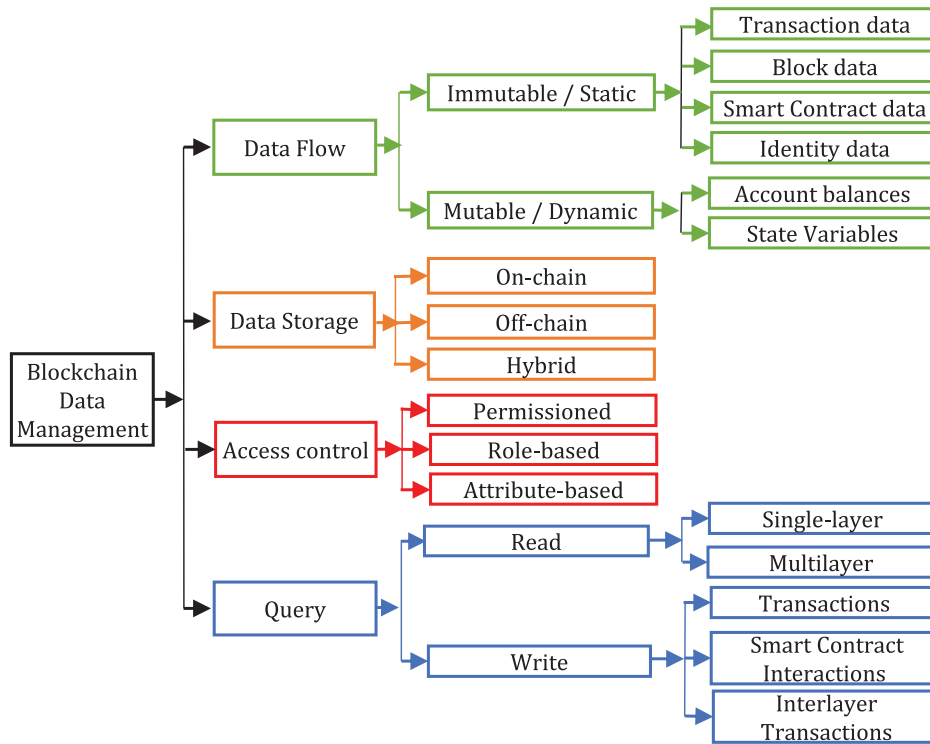 Blockchain
Data
Management
Data Flow
Immutable / Static
Transaction data
Block data
Smart Contract data
Identity data
Mutable / Dynamic
Account balances
State Variables
Data Storage
On-chain
Off-chain
Hybrid
Access control
Permissioned
Role-based
Attribute-based
Query
Read
Single-layer
Multilayer
Write
Transactions
Smart Contract
Interactions
Interlayer
Transactions